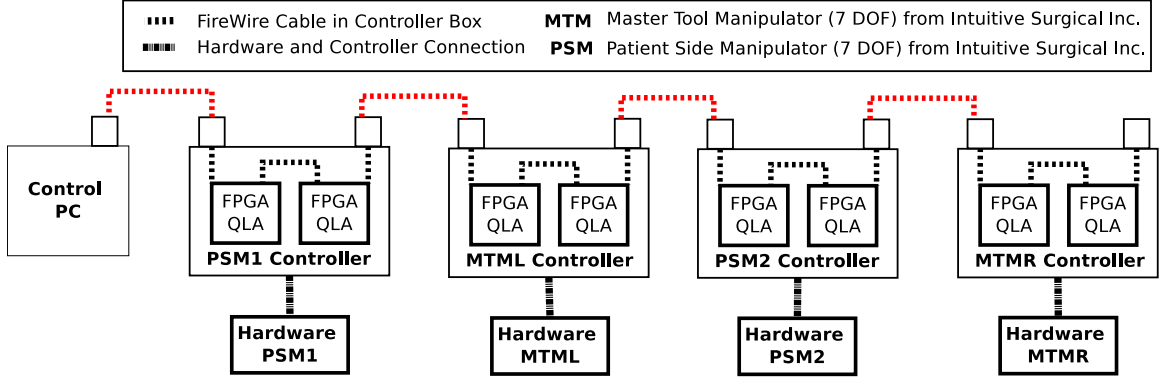 FireWire Cable in Controller Box
MTM Master Tool Manipulator (7 DOF) from Intuitive Surgical Inc.
Hardware and Controller Connection
PSM Patient Side Manipulator (7 DOF) from Intuitive Surgical Inc.
Control
PC
FPGA
QLA
FPGA
QLA
PSM1 Controller
Hardware
PSM1
FPGA
QLA
FPGA
QLA
MTML Controller
Hardware
MTML
FPGA
QLA
FPGA
QLA
PSM2 Controller
Hardware
PSM2
FPGA
QLA
FPGA
QLA
MTMR Controller
Hardware
MTMR